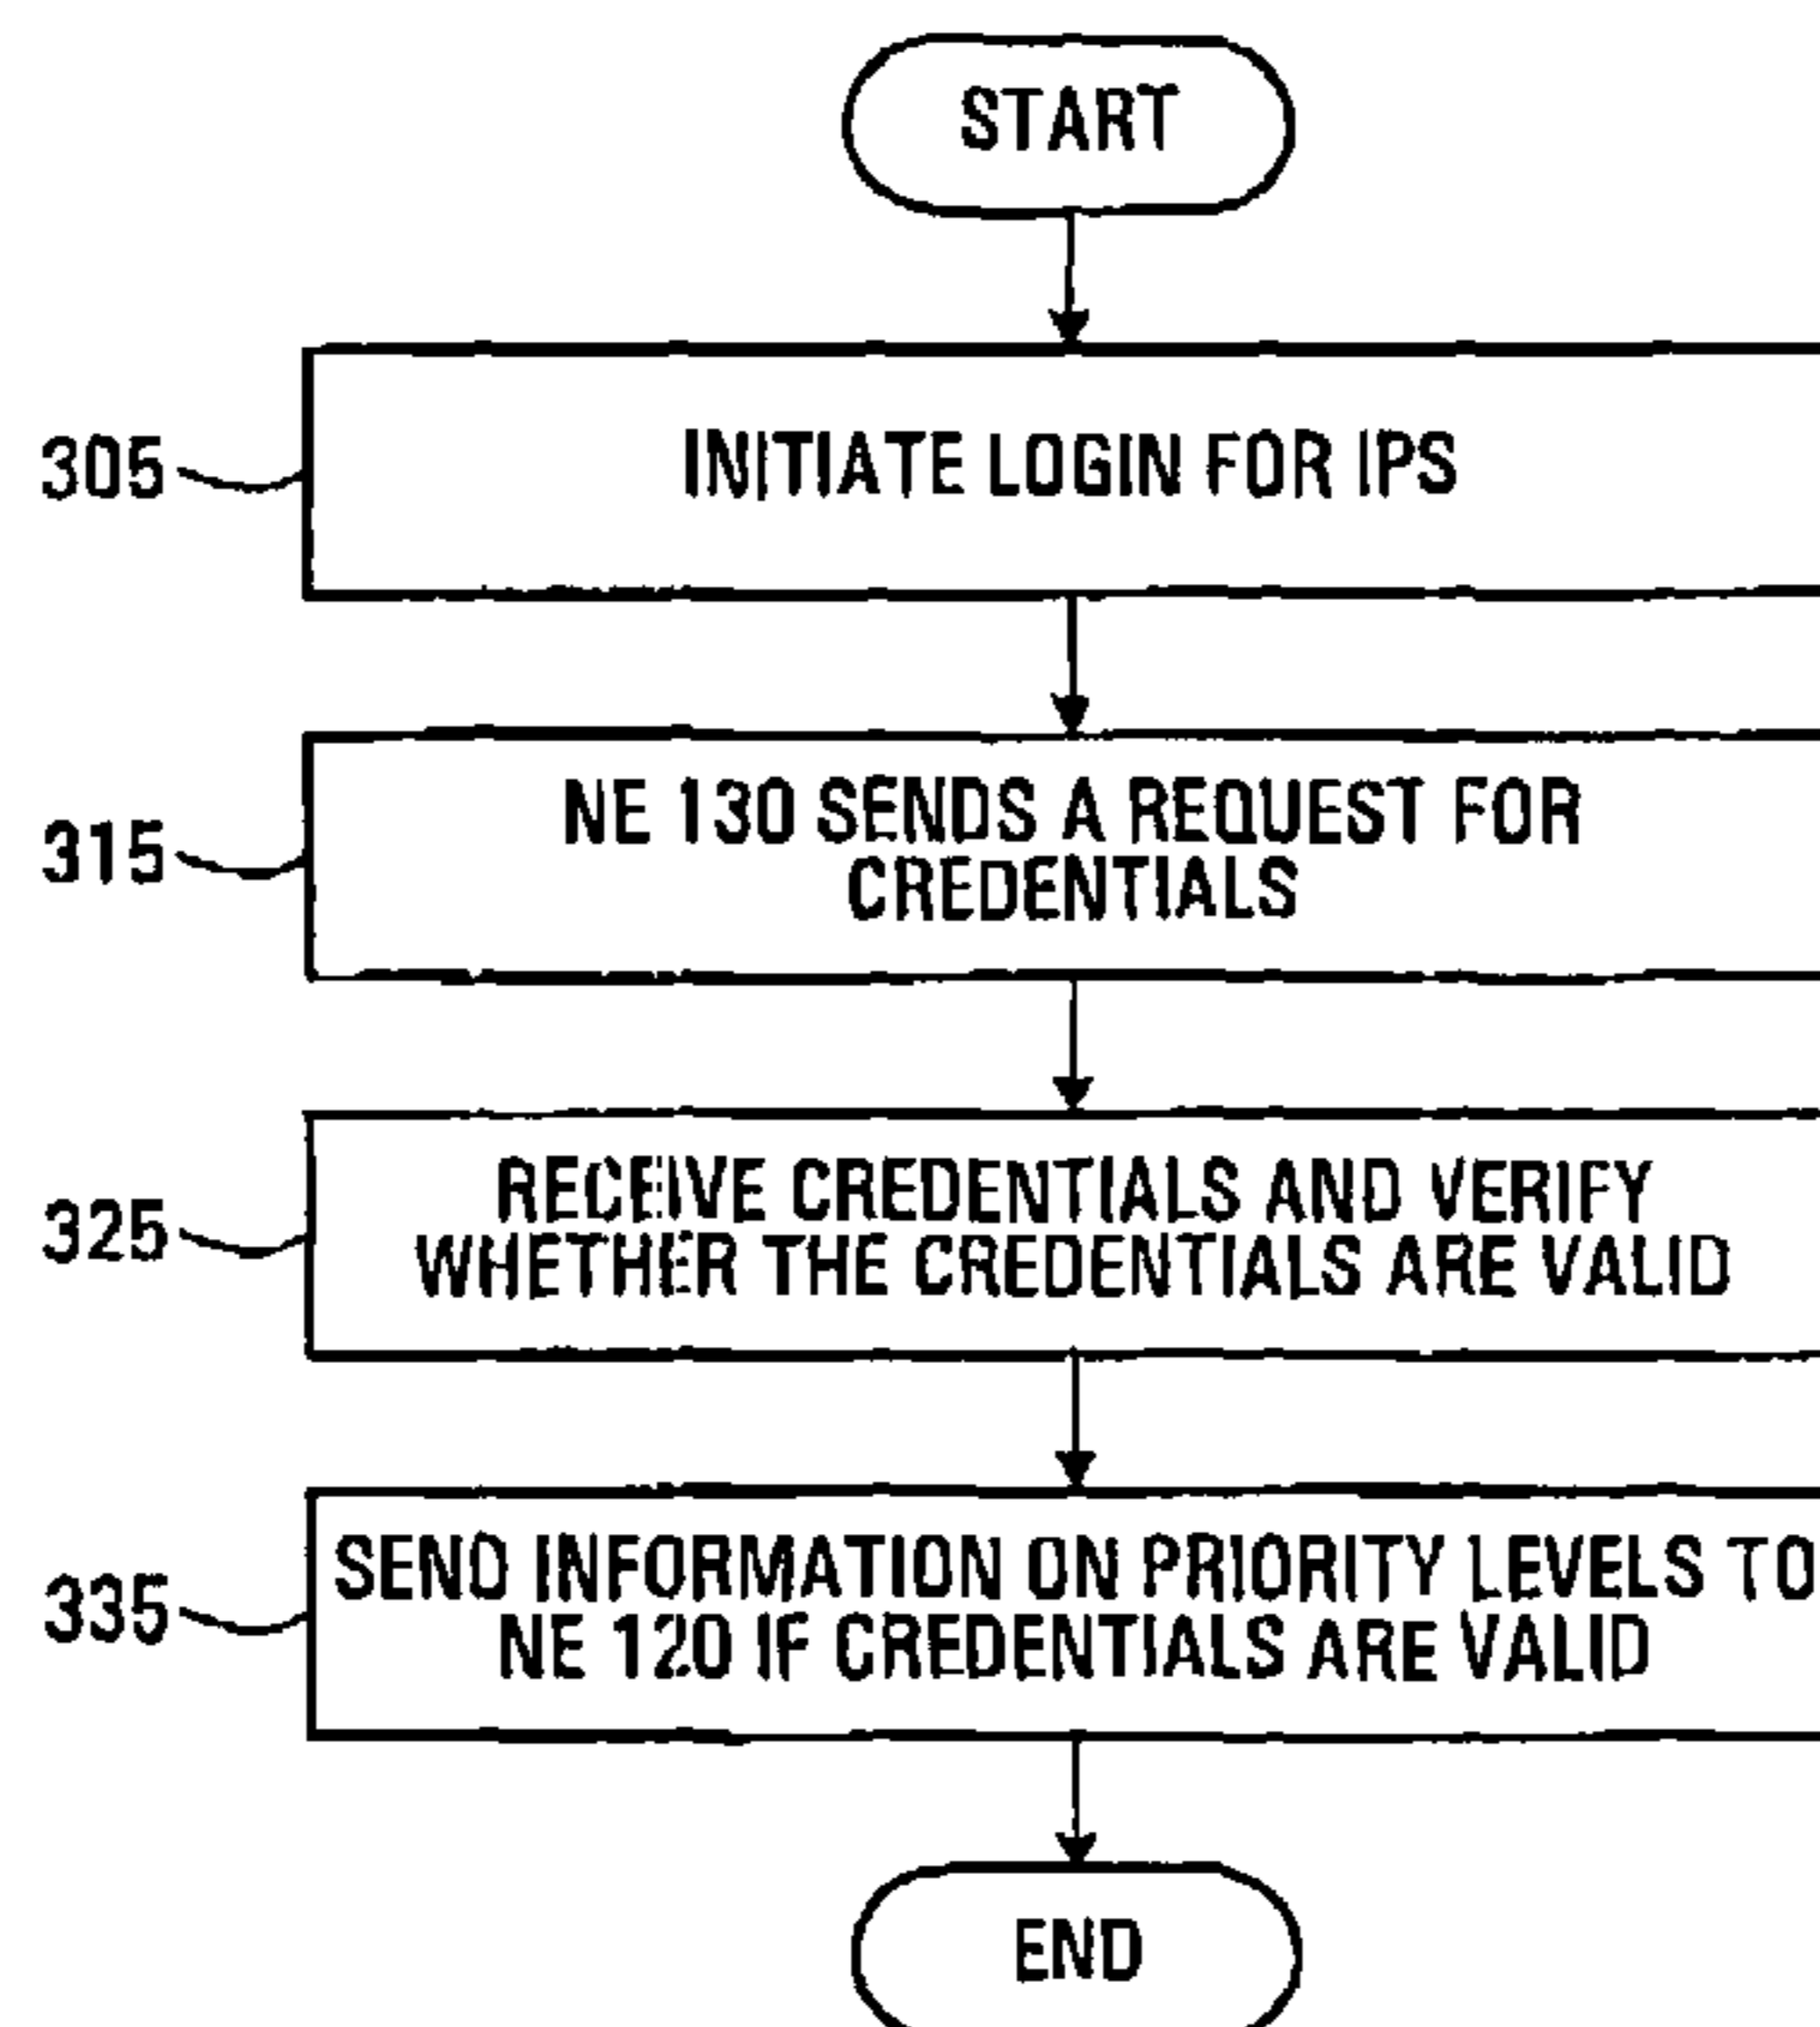 START
305
INITIATE LOGIN FOR IPS
315
NE 130 SENDS A REQUEST FOR
CREDENTIALS
325
RECEIVE CREDENTIALS AND VERIFY
WHETHER THE CREDENTIALS ARE VALID
335
SEND INFORMATION ON PRIORITY LEVELS TO
NE 120 IF CREDENTIALS ARE VALID
END